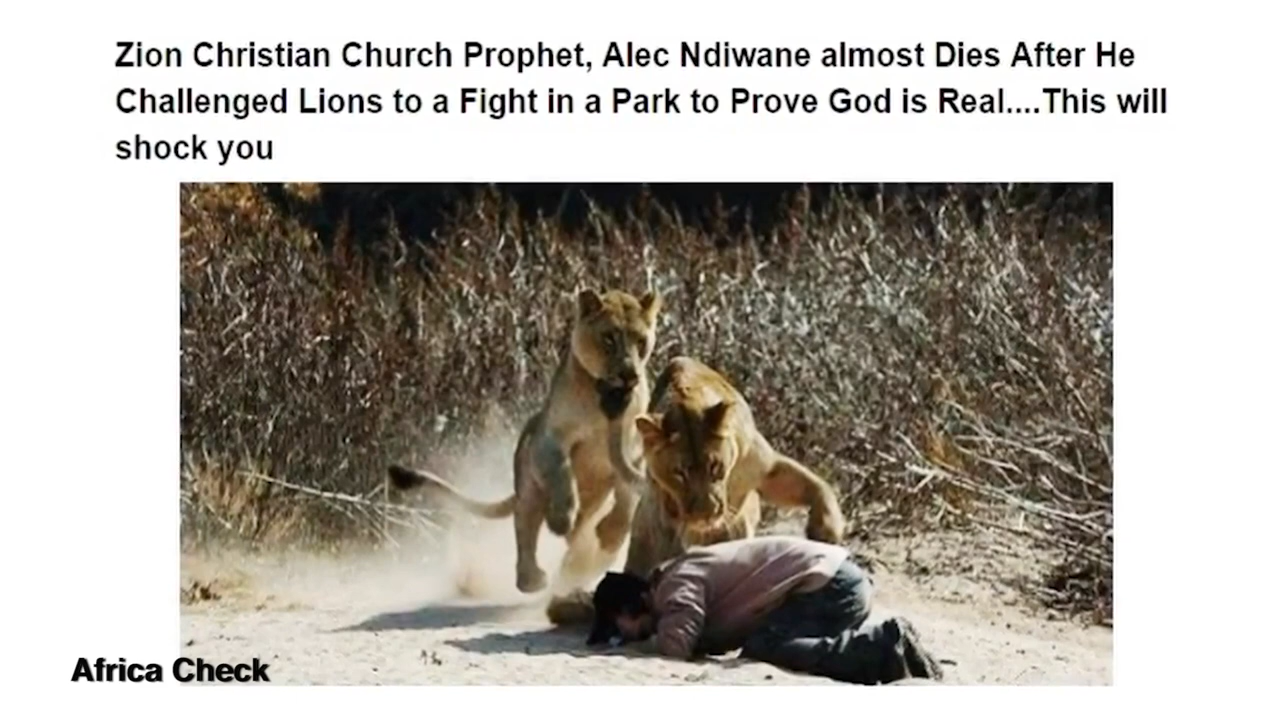 Zion Christian Church Prophet, Alec Ndiwane almost Dies After He
Challenged Lions to a Fight in a Park to Prove God is Real....This will
shock you
Africa Check